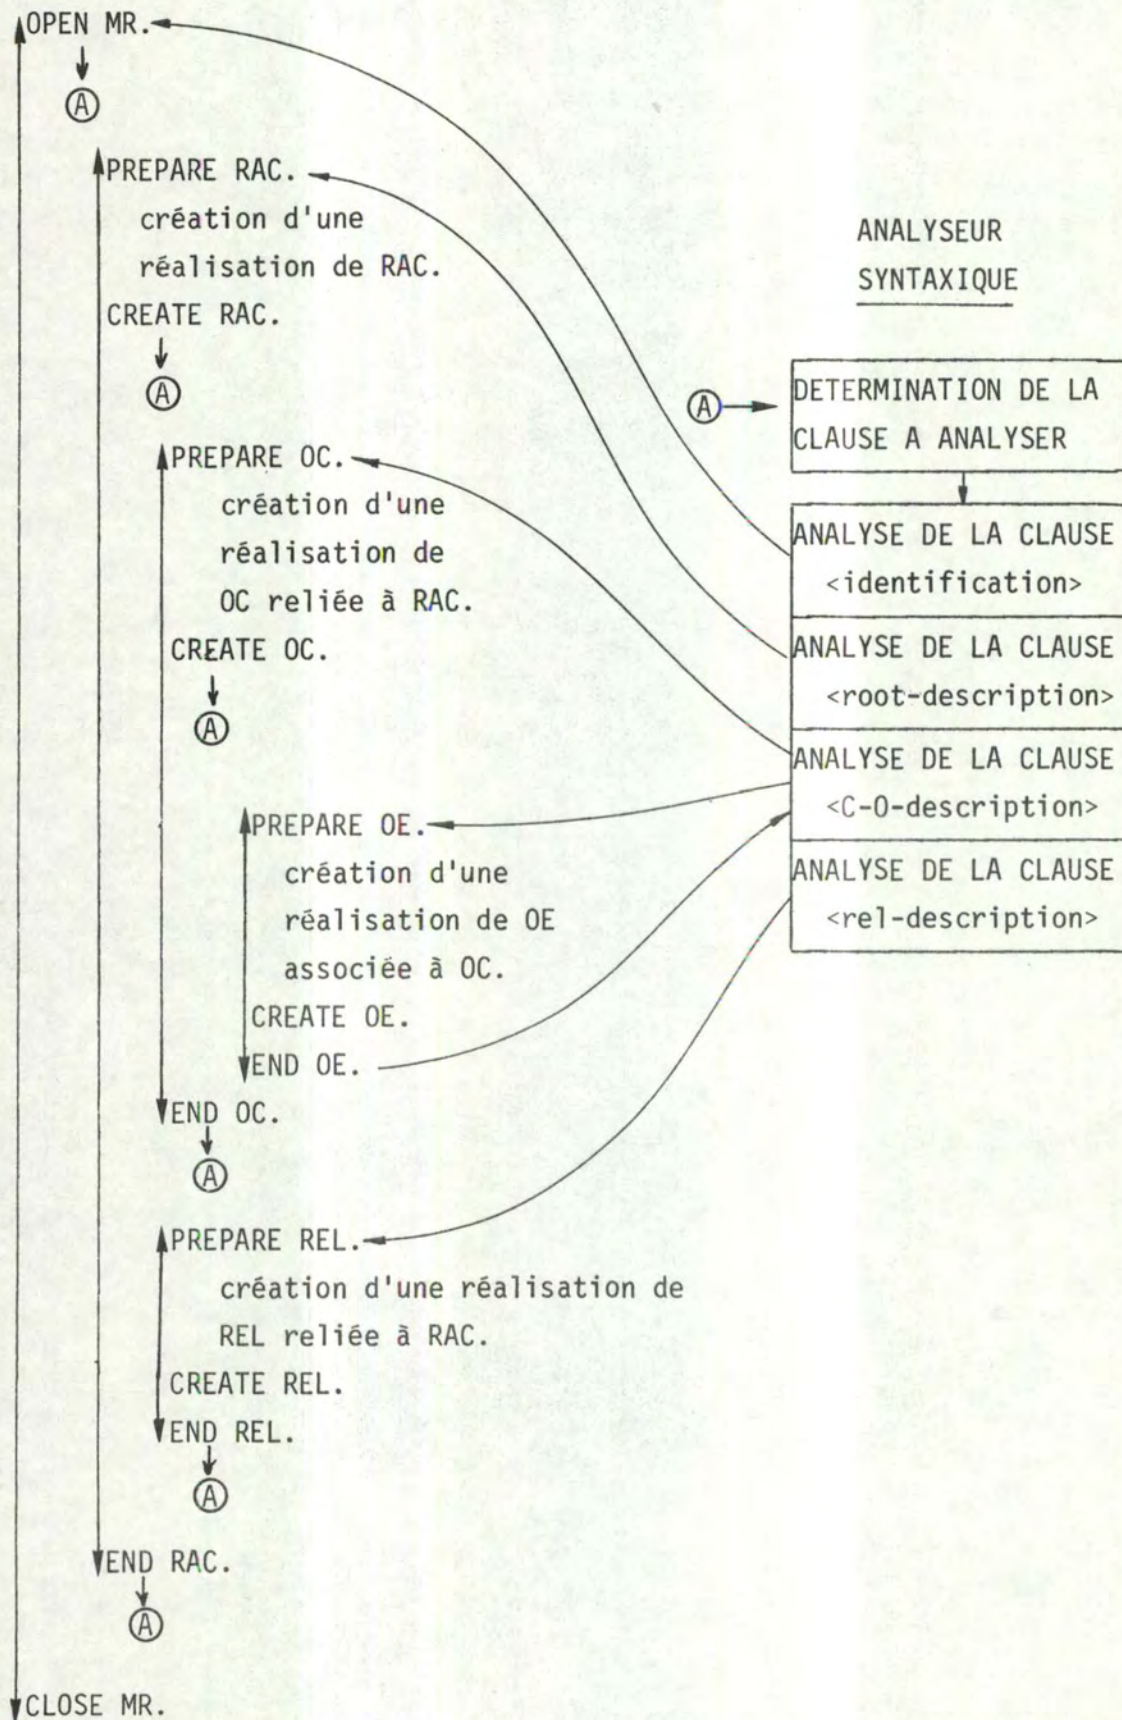 OPEN MR.
A
PREPARE RAC.
création d'une
réalisation de RAC.
CREATE RAC.
A
PREPARE OC.
création d'une
réalisation de
OC reliée à RAC.
CREATE OC.
A
PREPARE OE.
création d'une
réalisation de OE
associée à OC.
CREATE OE.
END OE.
END OC.
A
PREPARE REL.
création d'une réalisation de
REL reliée à RAC.
CREATE REL.
END REL.
A
END RAC.
A
CLOSE MR.
ANALYSEUR
SYNTAXIQUE
A
DETERMINATION DE LA
CLAUSE A ANALYSER
ANALYSE DE LA CLAUSE
<identification>
ANALYSE DE LA CLAUSE
<root-description>
ANALYSE DE LA CLAUSE
<C-O-description>
ANALYSE DE LA CLAUSE
<rel-description>